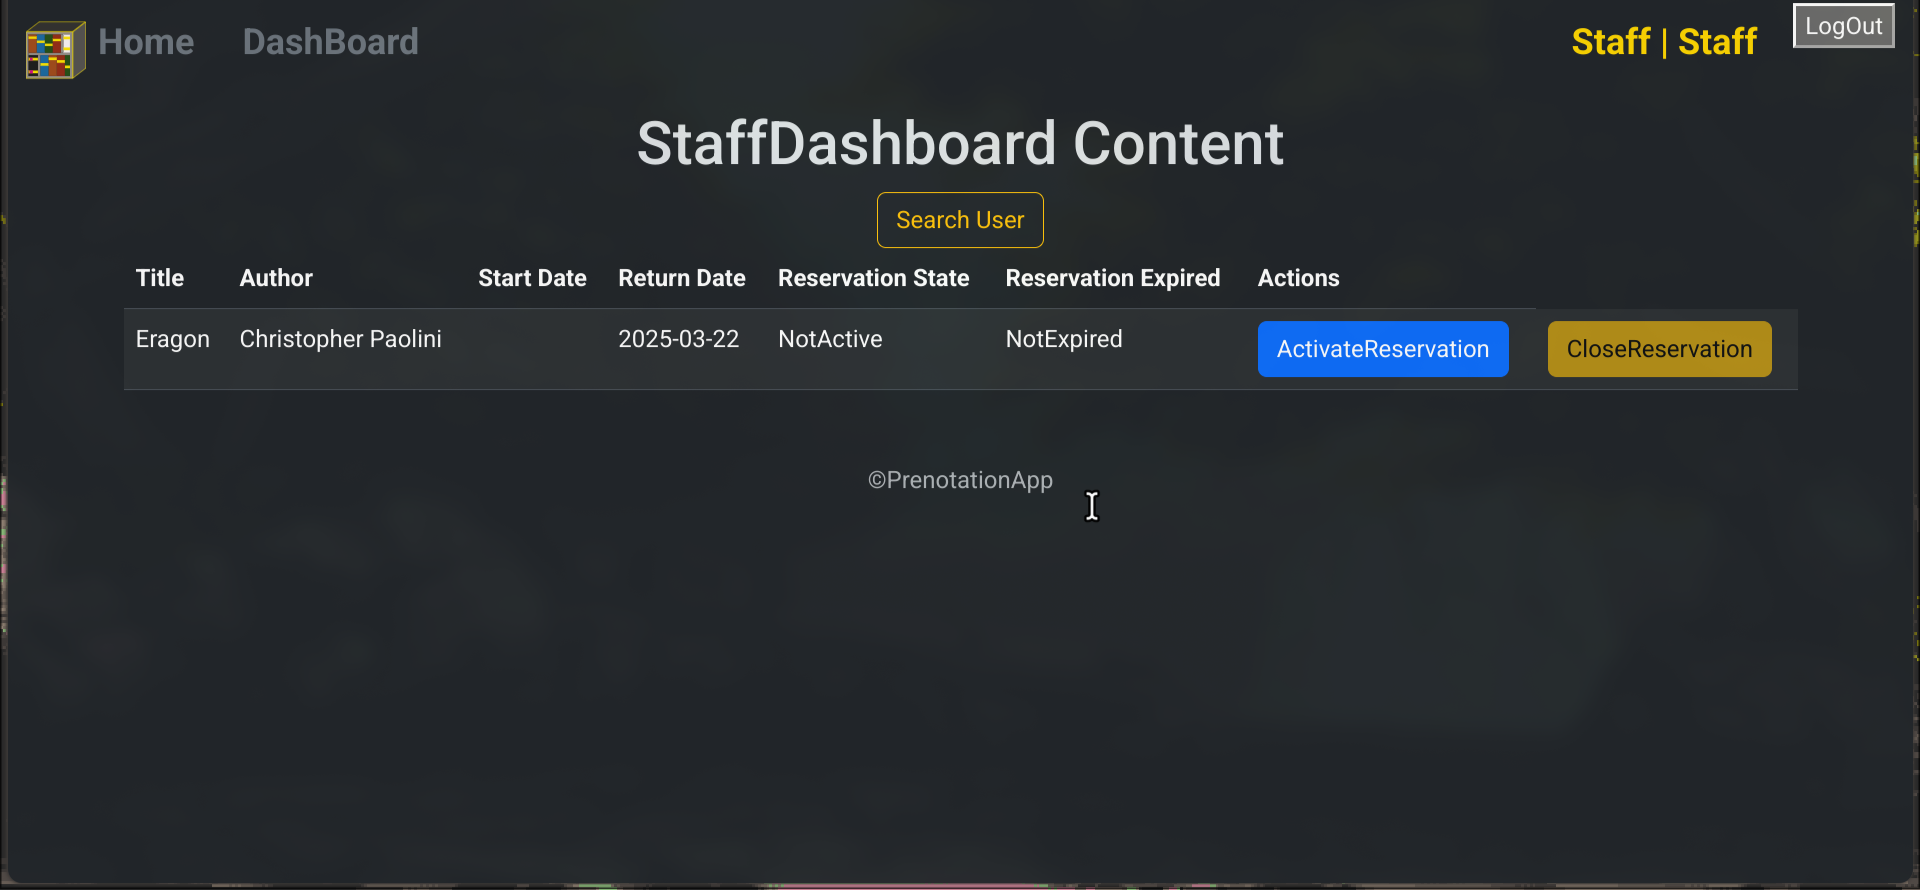 Home DashBoard Staff | Staff LogOut
StaffDashboard Content
Search User
Title Author Start Date Return Date Reservation State Reservation Expired Actions
Eragon Christopher Paolini 2025-03-22 NotActive NotExpired ActivateReservation CloseReservation
©PrenotationApp